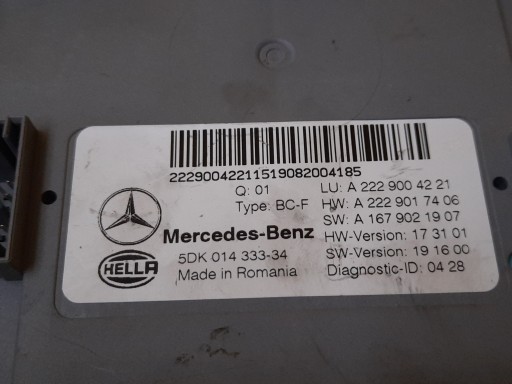 22290042211519082004185
Q: 01 LU: A 222 900 42 21
Type: BC-F HW: A 222 901 74 06
SW: A 167 902 19 07
Mercedes-Benz HW-Version: 17 31 01
HELLA 5DK 014 333-34 SW-Version: 19 16 00
Made in Romania Diagnostic-ID: 04 28